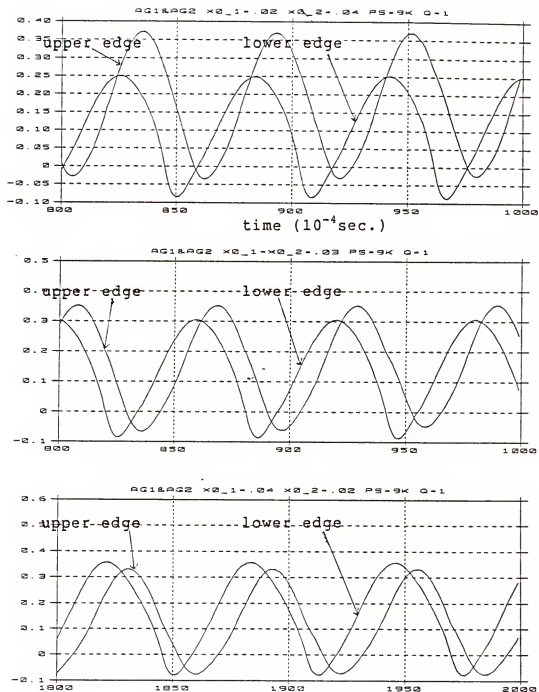 AG1&AG2 X0_1=.02 X0_2=.04 PS=9K Q=1
0.40
upper edge
lower edge
0.35
0.30
0.25
0.20
0.15
0.10
0.05
0
-0.05
-0.10
800 850 900 950 1000
time (10⁻⁴sec.)
AG1&AG2 X0_1=X0_2=.03 PS=9K Q=1
0.5
0.4
upper edge
lower edge
0.3
0.2
0.1
0
-0.1
800 850 900 950 1000
AG1&AG2 X0_1=.04 X0_2=.02 PS=9K Q=1
0.6
0.5
upper edge
lower edge
0.4
0.3
0.2
0.1
0
-0.1
1800 1850 1900 1950 2000